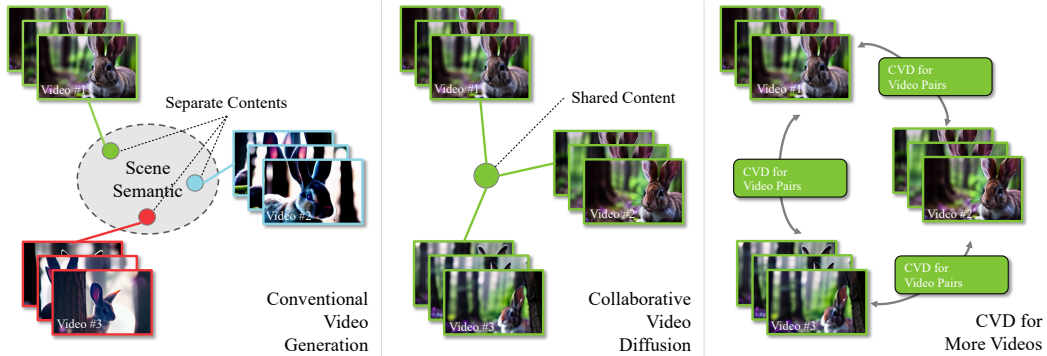 Video #1
Separate Contents
Scene
Semantic
Video #2
Video #3
Conventional
Video
Generation
Video #1
Shared Content
Video #2
Video #3
Collaborative
Video
Diffusion
Video #1
CVD for
Video Pairs
CVD for
Video Pairs
Video #2
CVD for
Video Pairs
Video #3
CVD for
More Videos